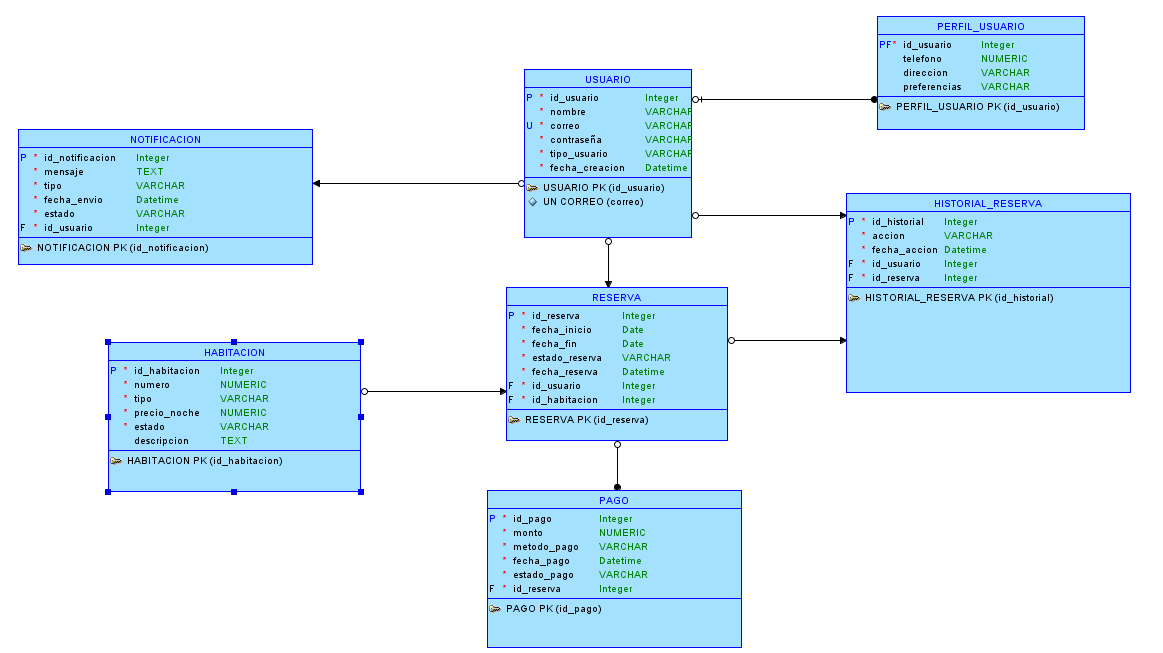 PERFIL_USUARIO
PF* id_usuario Integer
telefono NUMERIC
direccion VARCHAR
preferencias VARCHAR
PERFIL_USUARIO PK (id_usuario)
USUARIO
P * id_usuario Integer
* nombre VARCHAR
U * correo VARCHAR
* contraseña VARCHAR
* tipo_usuario VARCHAR
* fecha_creacion Datetime
USUARIO PK (id_usuario)
UN CORREO (correo)
NOTIFICACION
P * id_notificacion Integer
* mensaje TEXT
* tipo VARCHAR
* fecha_envio Datetime
* estado VARCHAR
F * id_usuario Integer
NOTIFICACION PK (id_notificacion)
HISTORIAL_RESERVA
P * id_historial Integer
* accion VARCHAR
* fecha_accion Datetime
F * id_usuario Integer
F * id_reserva Integer
HISTORIAL_RESERVA PK (id_historial)
RESERVA
P * id_reserva Integer
* fecha_inicio Date
* fecha_fin Date
* estado_reserva VARCHAR
* fecha_reserva Datetime
F * id_usuario Integer
F * id_habitacion Integer
RESERVA PK (id_reserva)
HABITACION
P * id_habitacion Integer
* numero NUMERIC
* tipo VARCHAR
* precio_noche NUMERIC
* estado VARCHAR
descripcion TEXT
HABITACION PK (id_habitacion)
PAGO
P * id_pago Integer
* monto NUMERIC
* metodo_pago VARCHAR
* fecha_pago Datetime
* estado_pago VARCHAR
F * id_reserva Integer
PAGO PK (id_pago)